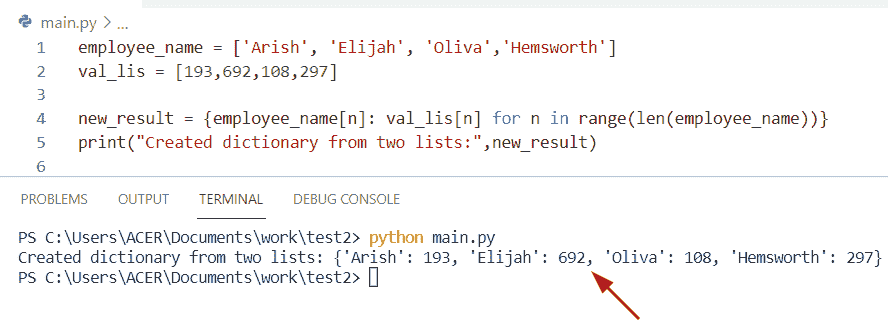 main.py > ...
1 employee_name = ['Arish', 'Elijah', 'Oliva','Hemsworth']
2 val_lis = [193,692,108,297]
3
4 new_result = {employee_name[n]: val_lis[n] for n in range(len(employee_name))}
5 print("Created dictionary from two lists:",new_result)
6
PROBLEMS OUTPUT TERMINAL DEBUG CONSOLE
PS C:\Users\ACER\Documents\work\test2> python main.py
Created dictionary from two lists: {'Arish': 193, 'Elijah': 692, 'Oliva': 108, 'Hemsworth': 297}
PS C:\Users\ACER\Documents\work\test2>